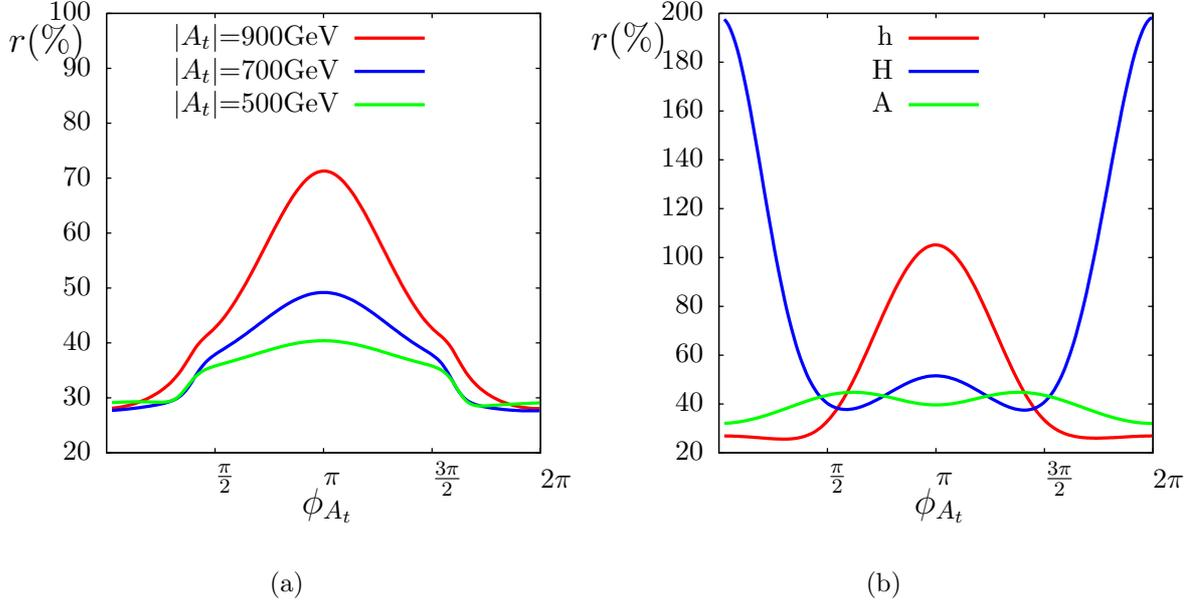 r(%)
100
90
80
70
60
50
40
30
20
|A_t|=900GeV
|A_t|=700GeV
|A_t|=500GeV
π/2
π
3π/2
2π
ϕ_{A_t}
(a)
r(%)
200
180
160
140
120
100
80
60
40
20
h
H
A
π/2
π
3π/2
2π
ϕ_{A_t}
(b)